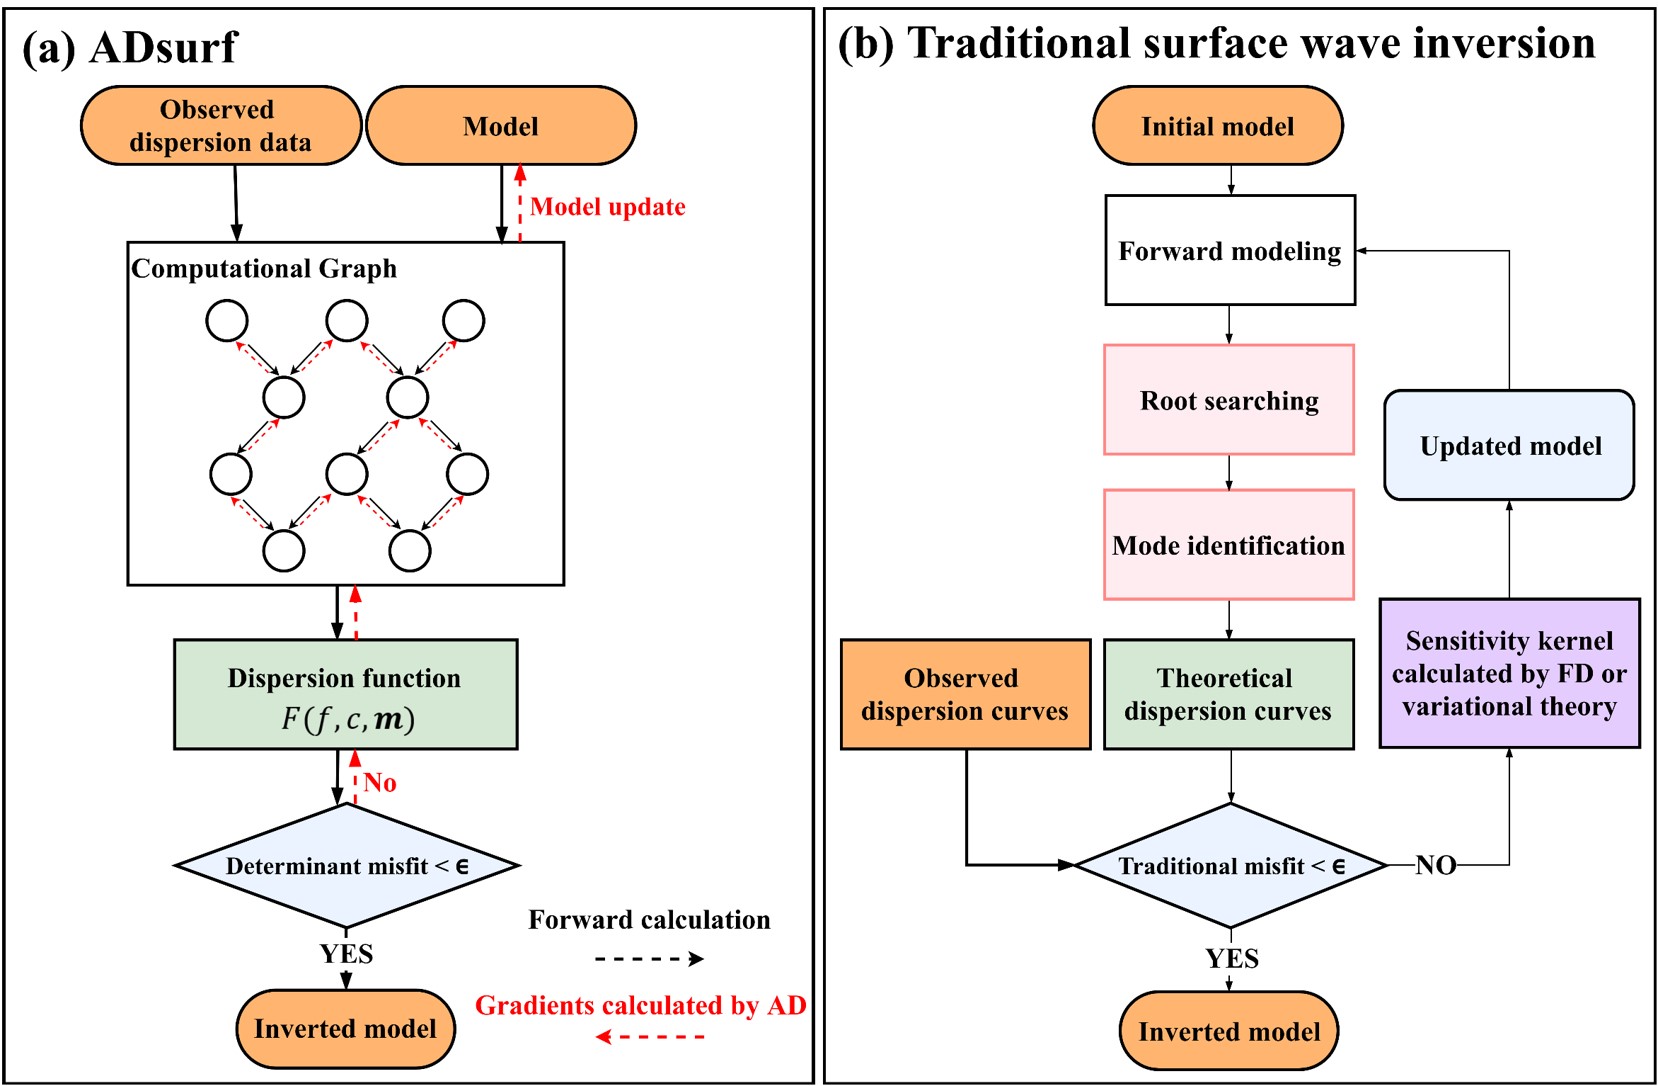 (a) ADsurf
Observed
dispersion data
Model
Model update
Computational Graph
Dispersion function
F(f, c, m)
No
Determinant misfit < ϵ
YES
Inverted model
Forward calculation
Gradients calculated by AD
(b) Traditional surface wave inversion
Initial model
Forward modeling
Root searching
Mode identification
Updated model
Observed
dispersion curves
Theoretical
dispersion curves
Sensitivity kernel
calculated by FD or
variational theory
Traditional misfit < ϵ
NO
YES
Inverted model